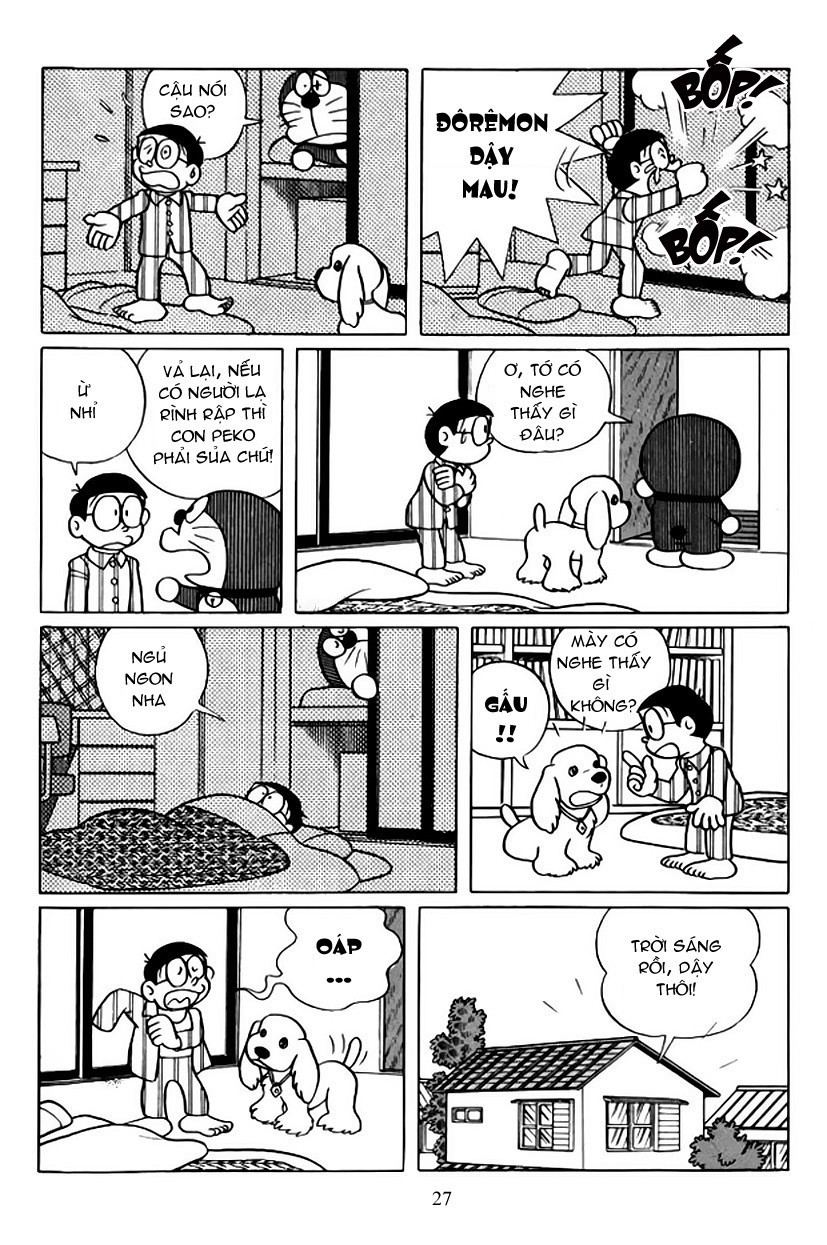 BỐP!
ĐÔRÊMON
DẬY
MAU!
BỐP!
CẬU NÓI
SAO?
Ơ, TỚ CÓ
NGHE
THẤY GÌ
ĐÂU?
VẢ LẠI, NẾU
CÓ NGƯỜI LẠ
RÌNH RẬP THÌ
CON PEKO
PHẢI SỦA CHỨ!
Ừ
NHỈ
MÀY CÓ
NGHE THẤY
GÌ
KHÔNG?
GẤU
!!
NGỦ
NGON
NHA
TRỜI SÁNG
RỒI, DẬY
THÔI!
OÁP
...
27